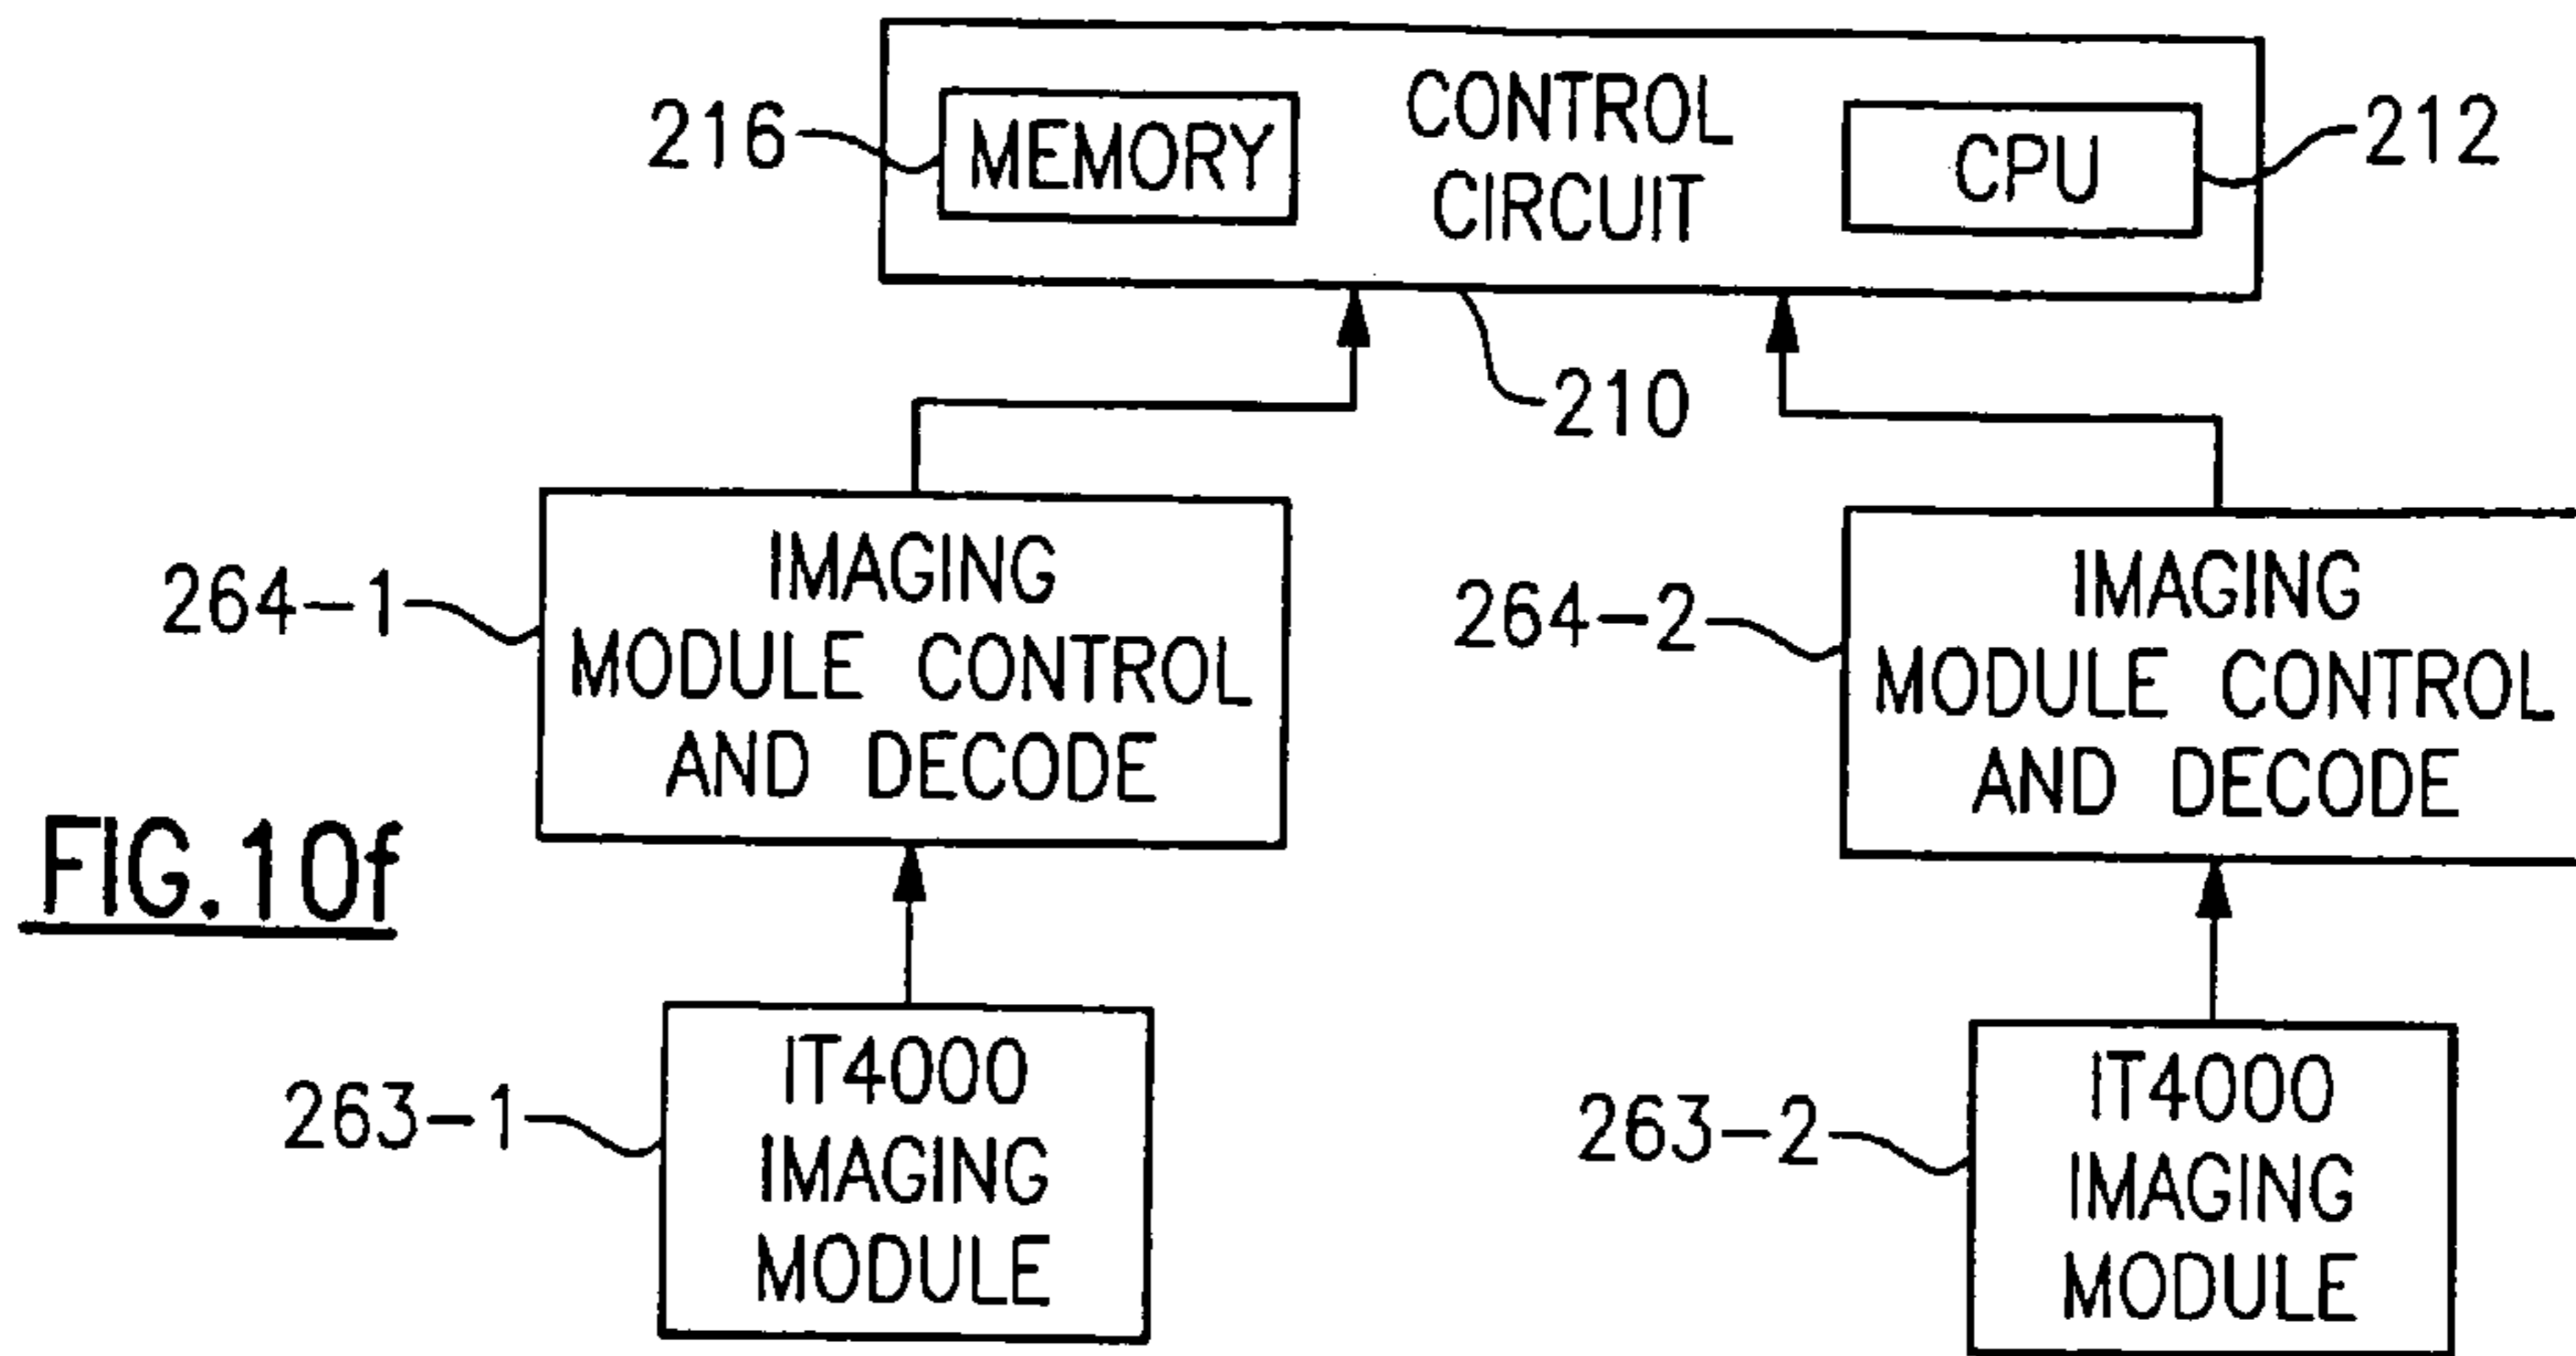 216
MEMORY
CONTROL
CIRCUIT
CPU
212
210
264-1
IMAGING
MODULE CONTROL
AND DECODE
264-2
IMAGING
MODULE CONTROL
AND DECODE
FIG.10f
263-1
IT4000
IMAGING
MODULE
263-2
IT4000
IMAGING
MODULE